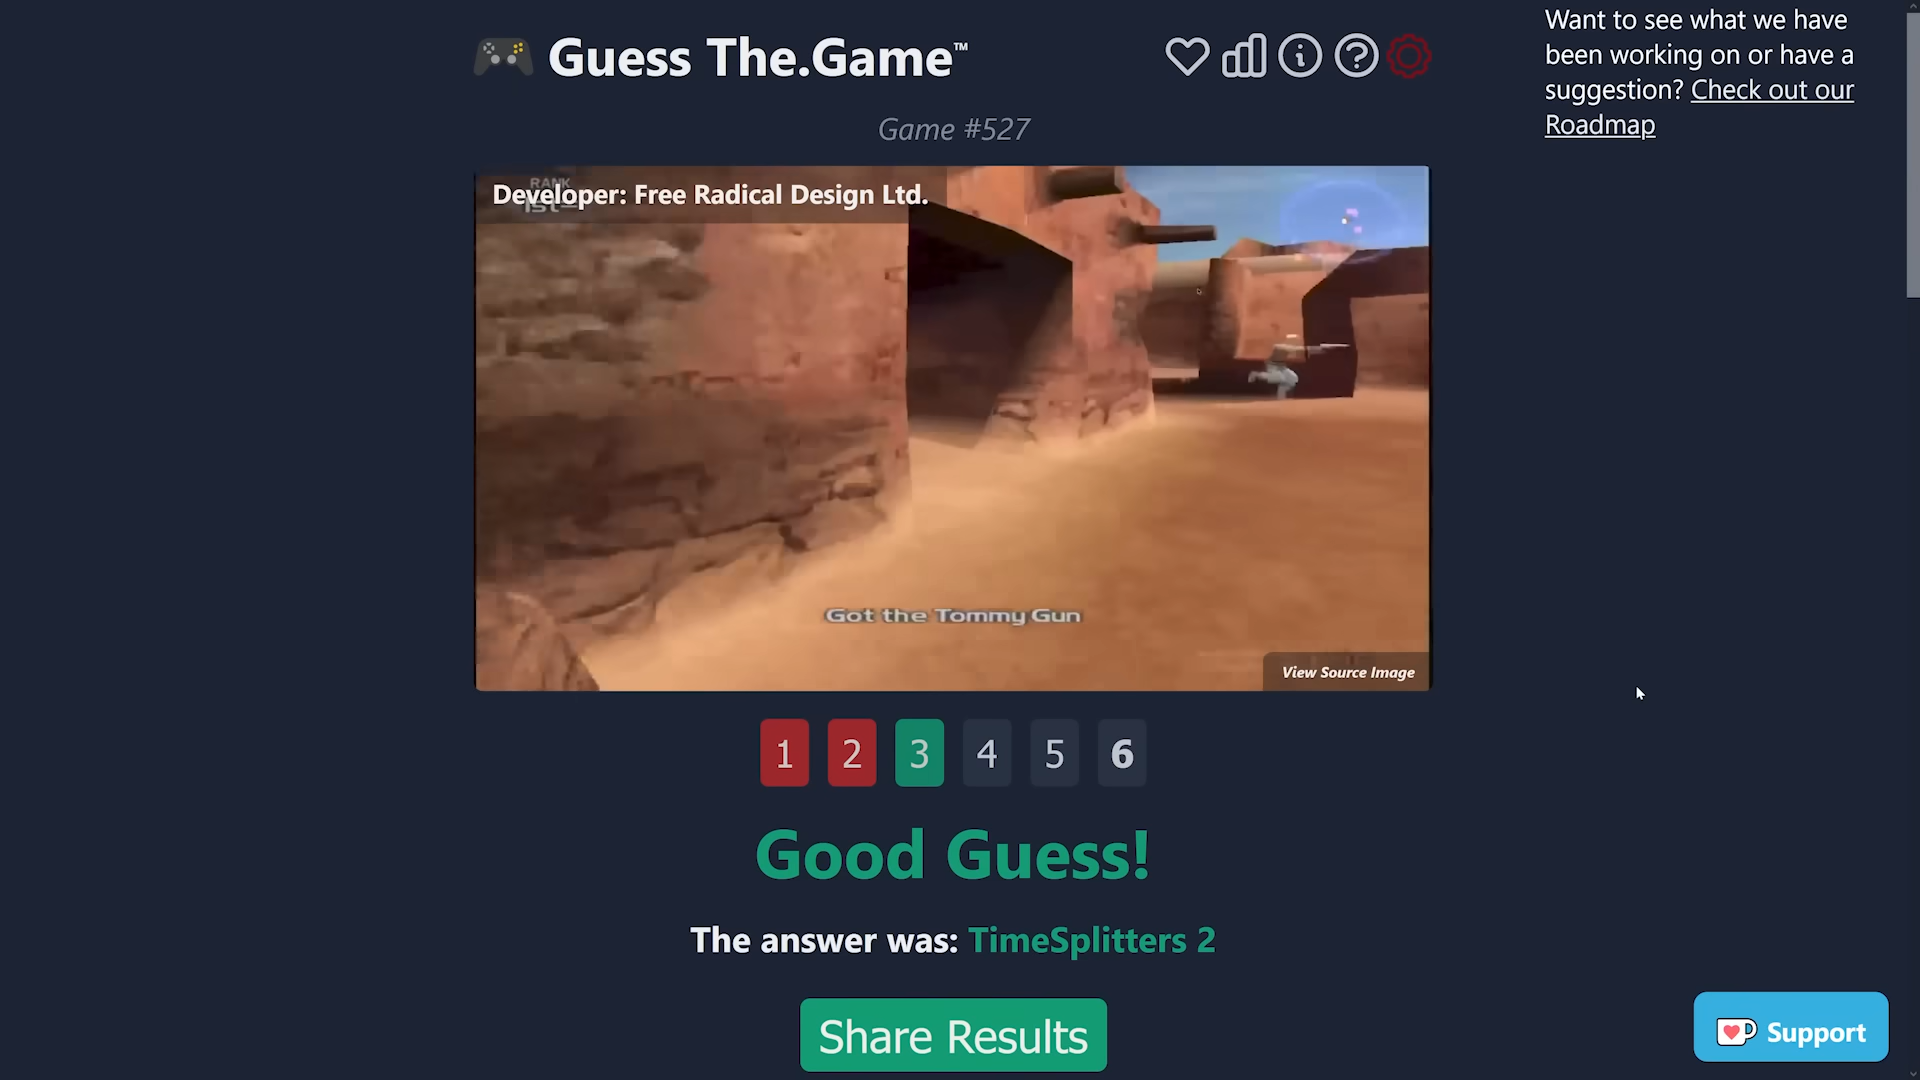 Guess The.Game™
Want to see what we have
been working on or have a
suggestion? Check out our
Roadmap
Game #527
RANK
1st
Developer: Free Radical Design Ltd.
Got the Tommy Gun
View Source Image
1 2 3 4 5 6
Good Guess!
The answer was: TimeSplitters 2
Share Results
Support